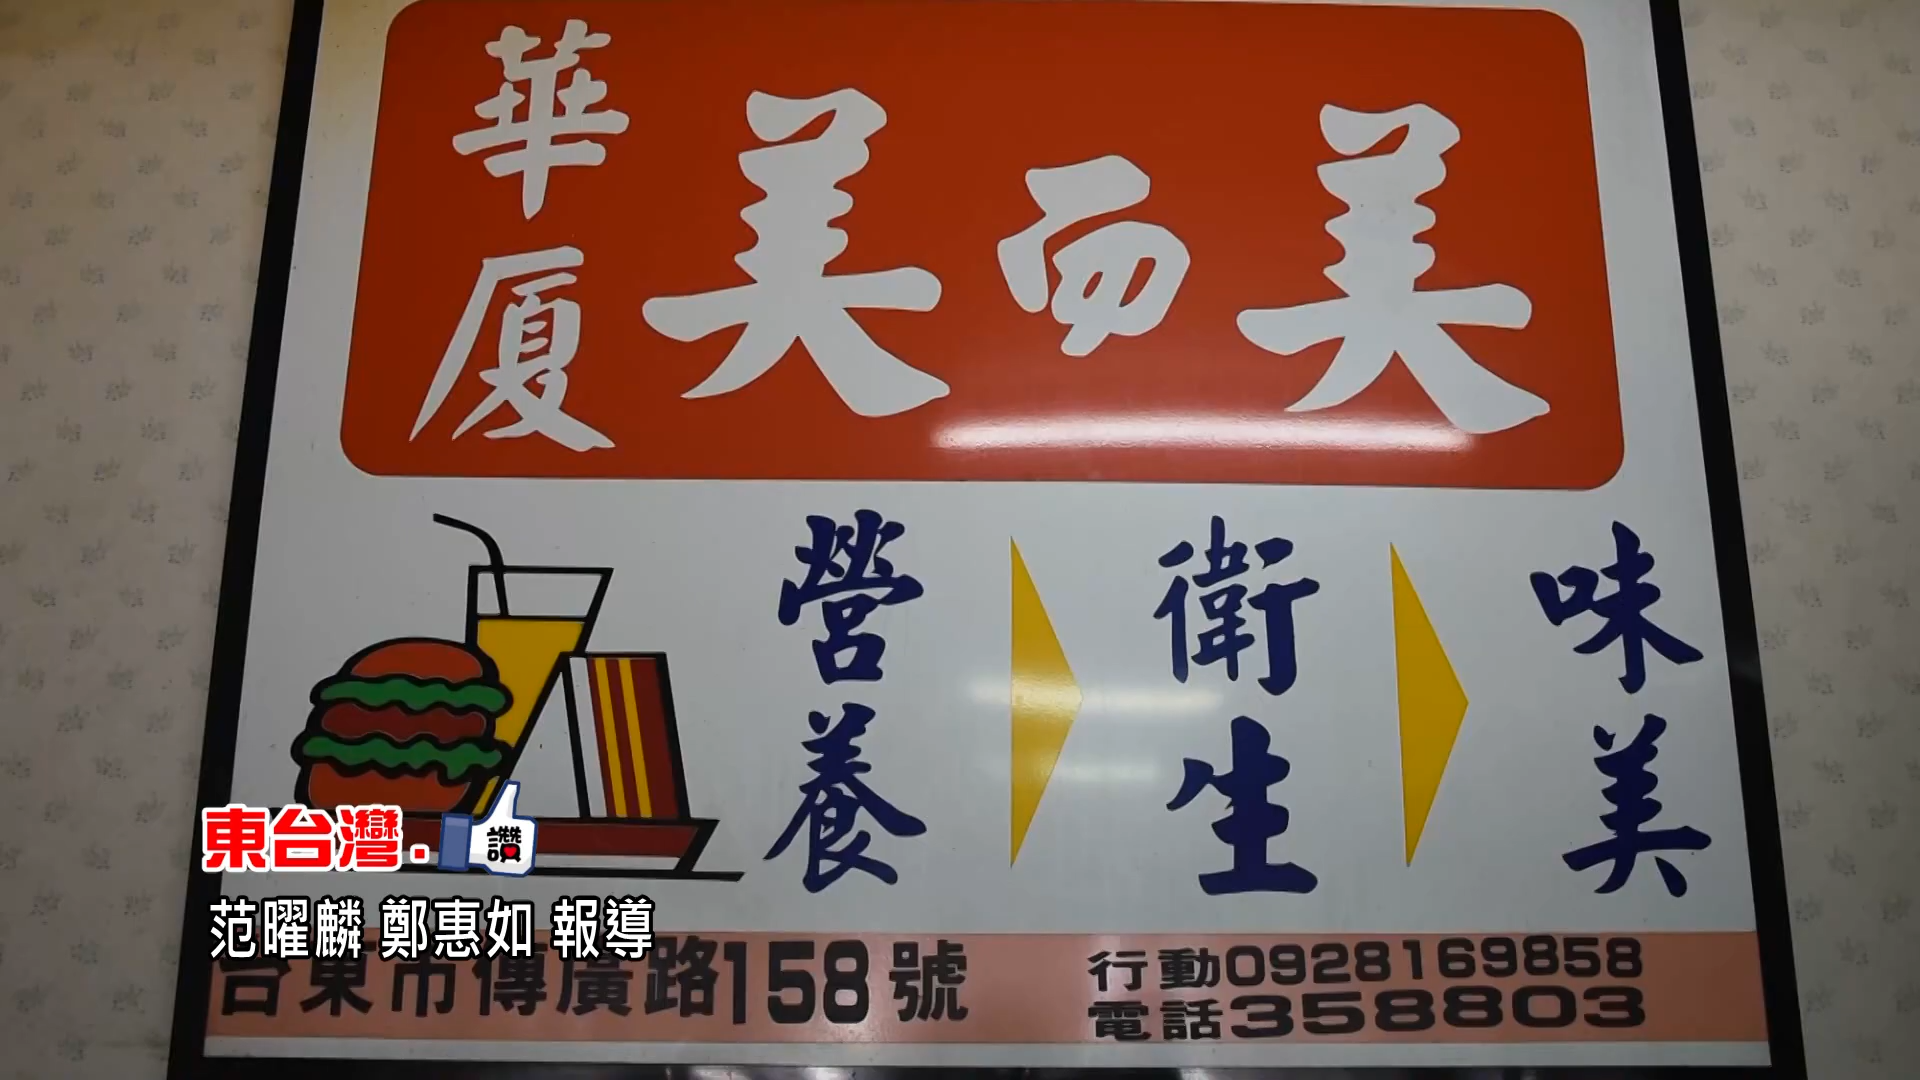 華廈 美而美
營養 衛生 味美
東台灣.讚
范曜麟 鄭惠如 報導
台東市傳廣路158號
行動0928169858
電話358803